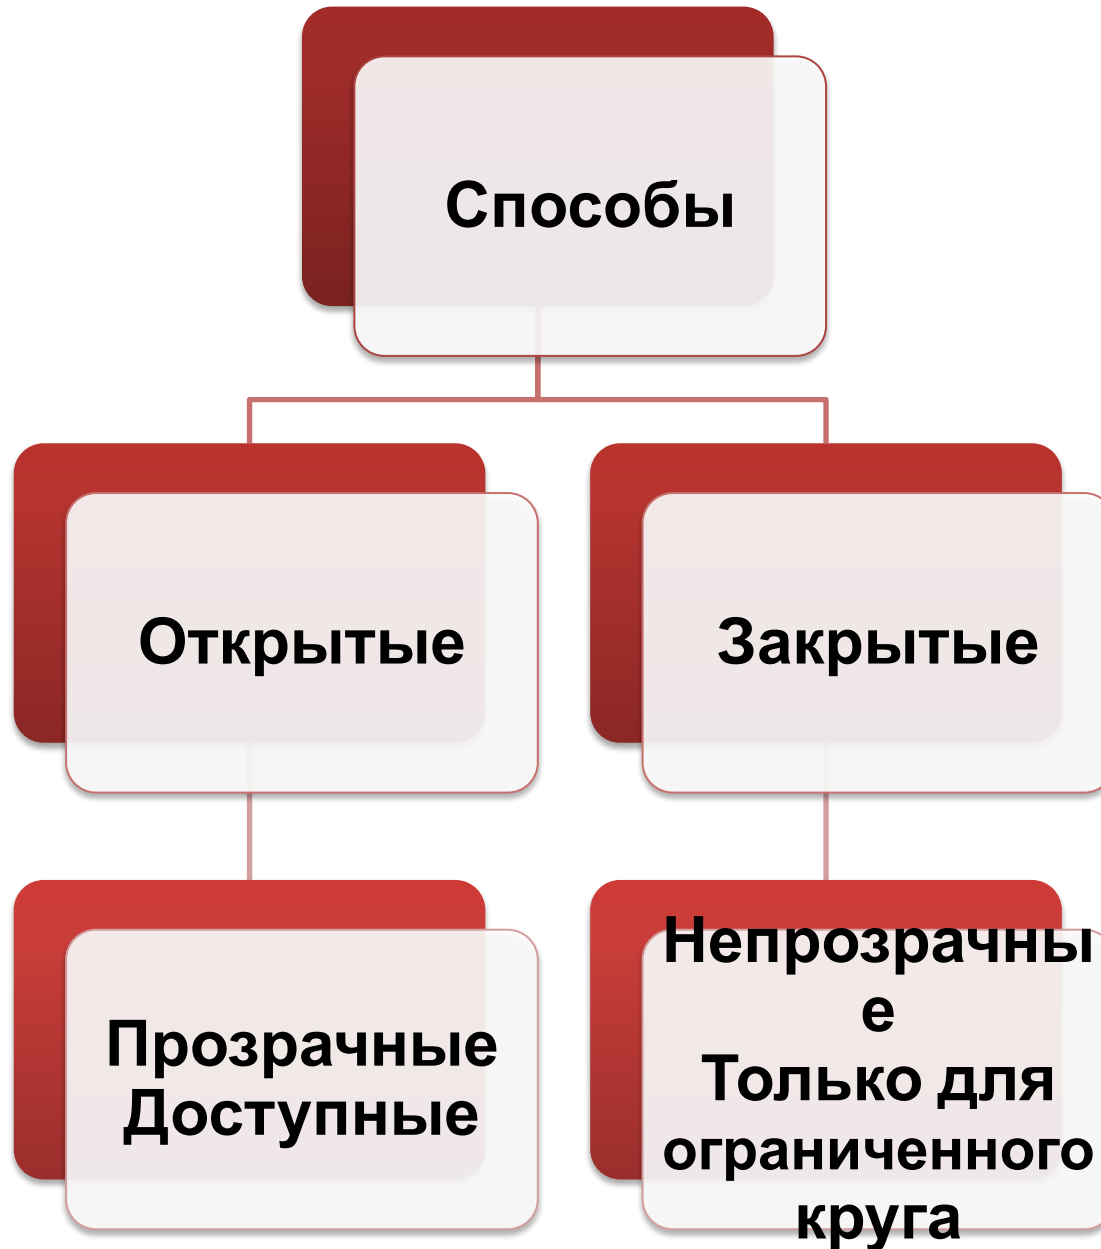 Способы
Открытые
Закрытые
Прозрачные
Доступные
Непрозрачны
е
Только для
ограниченного
круга